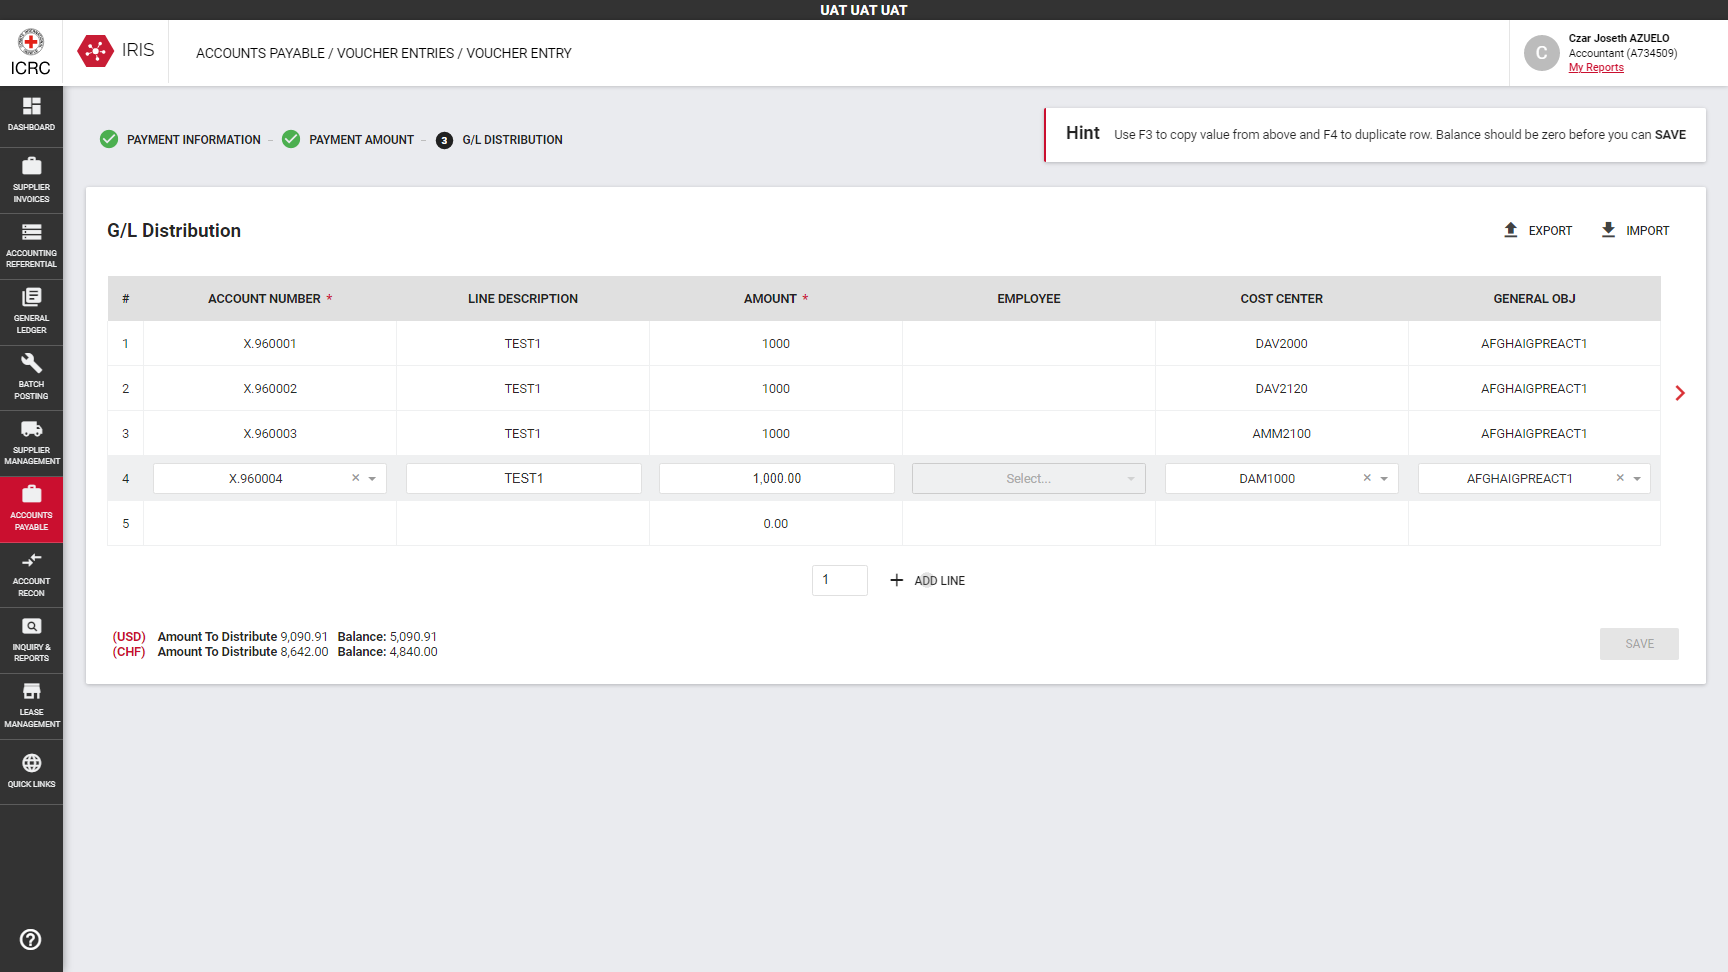 UAT UAT UAT
ICRC
IRIS
ACCOUNTS PAYABLE / VOUCHER ENTRIES / VOUCHER ENTRY
C
Czar Joseth AZUELO
Accountant (A734509)
My Reports
DASHBOARD
SUPPLIER
INVOICES
ACCOUNTING
REFERENTIAL
GENERAL
LEDGER
BATCH
POSTING
SUPPLIER
MANAGEMENT
ACCOUNTS
PAYABLE
ACCOUNT
RECON
INQUIRY &
REPORTS
LEASE
MANAGEMENT
QUICK LINKS
PAYMENT INFORMATION – PAYMENT AMOUNT – 3 G/L DISTRIBUTION
Hint Use F3 to copy value from above and F4 to duplicate row. Balance should be zero before you can SAVE
G/L Distribution
EXPORT IMPORT
# ACCOUNT NUMBER * LINE DESCRIPTION AMOUNT * EMPLOYEE COST CENTER GENERAL OBJ
1 X.960001 TEST1 1000 DAV2000 AFGHAIGPREACT1
2 X.960002 TEST1 1000 DAV2120 AFGHAIGPREACT1
3 X.960003 TEST1 1000 AMM2100 AFGHAIGPREACT1
4 X.960004 TEST1 1,000.00 Select... DAM1000 AFGHAIGPREACT1
5 0.00
1 + ADD LINE
(USD) Amount To Distribute 9,090.91 Balance: 5,090.91
(CHF) Amount To Distribute 8,642.00 Balance: 4,840.00
SAVE